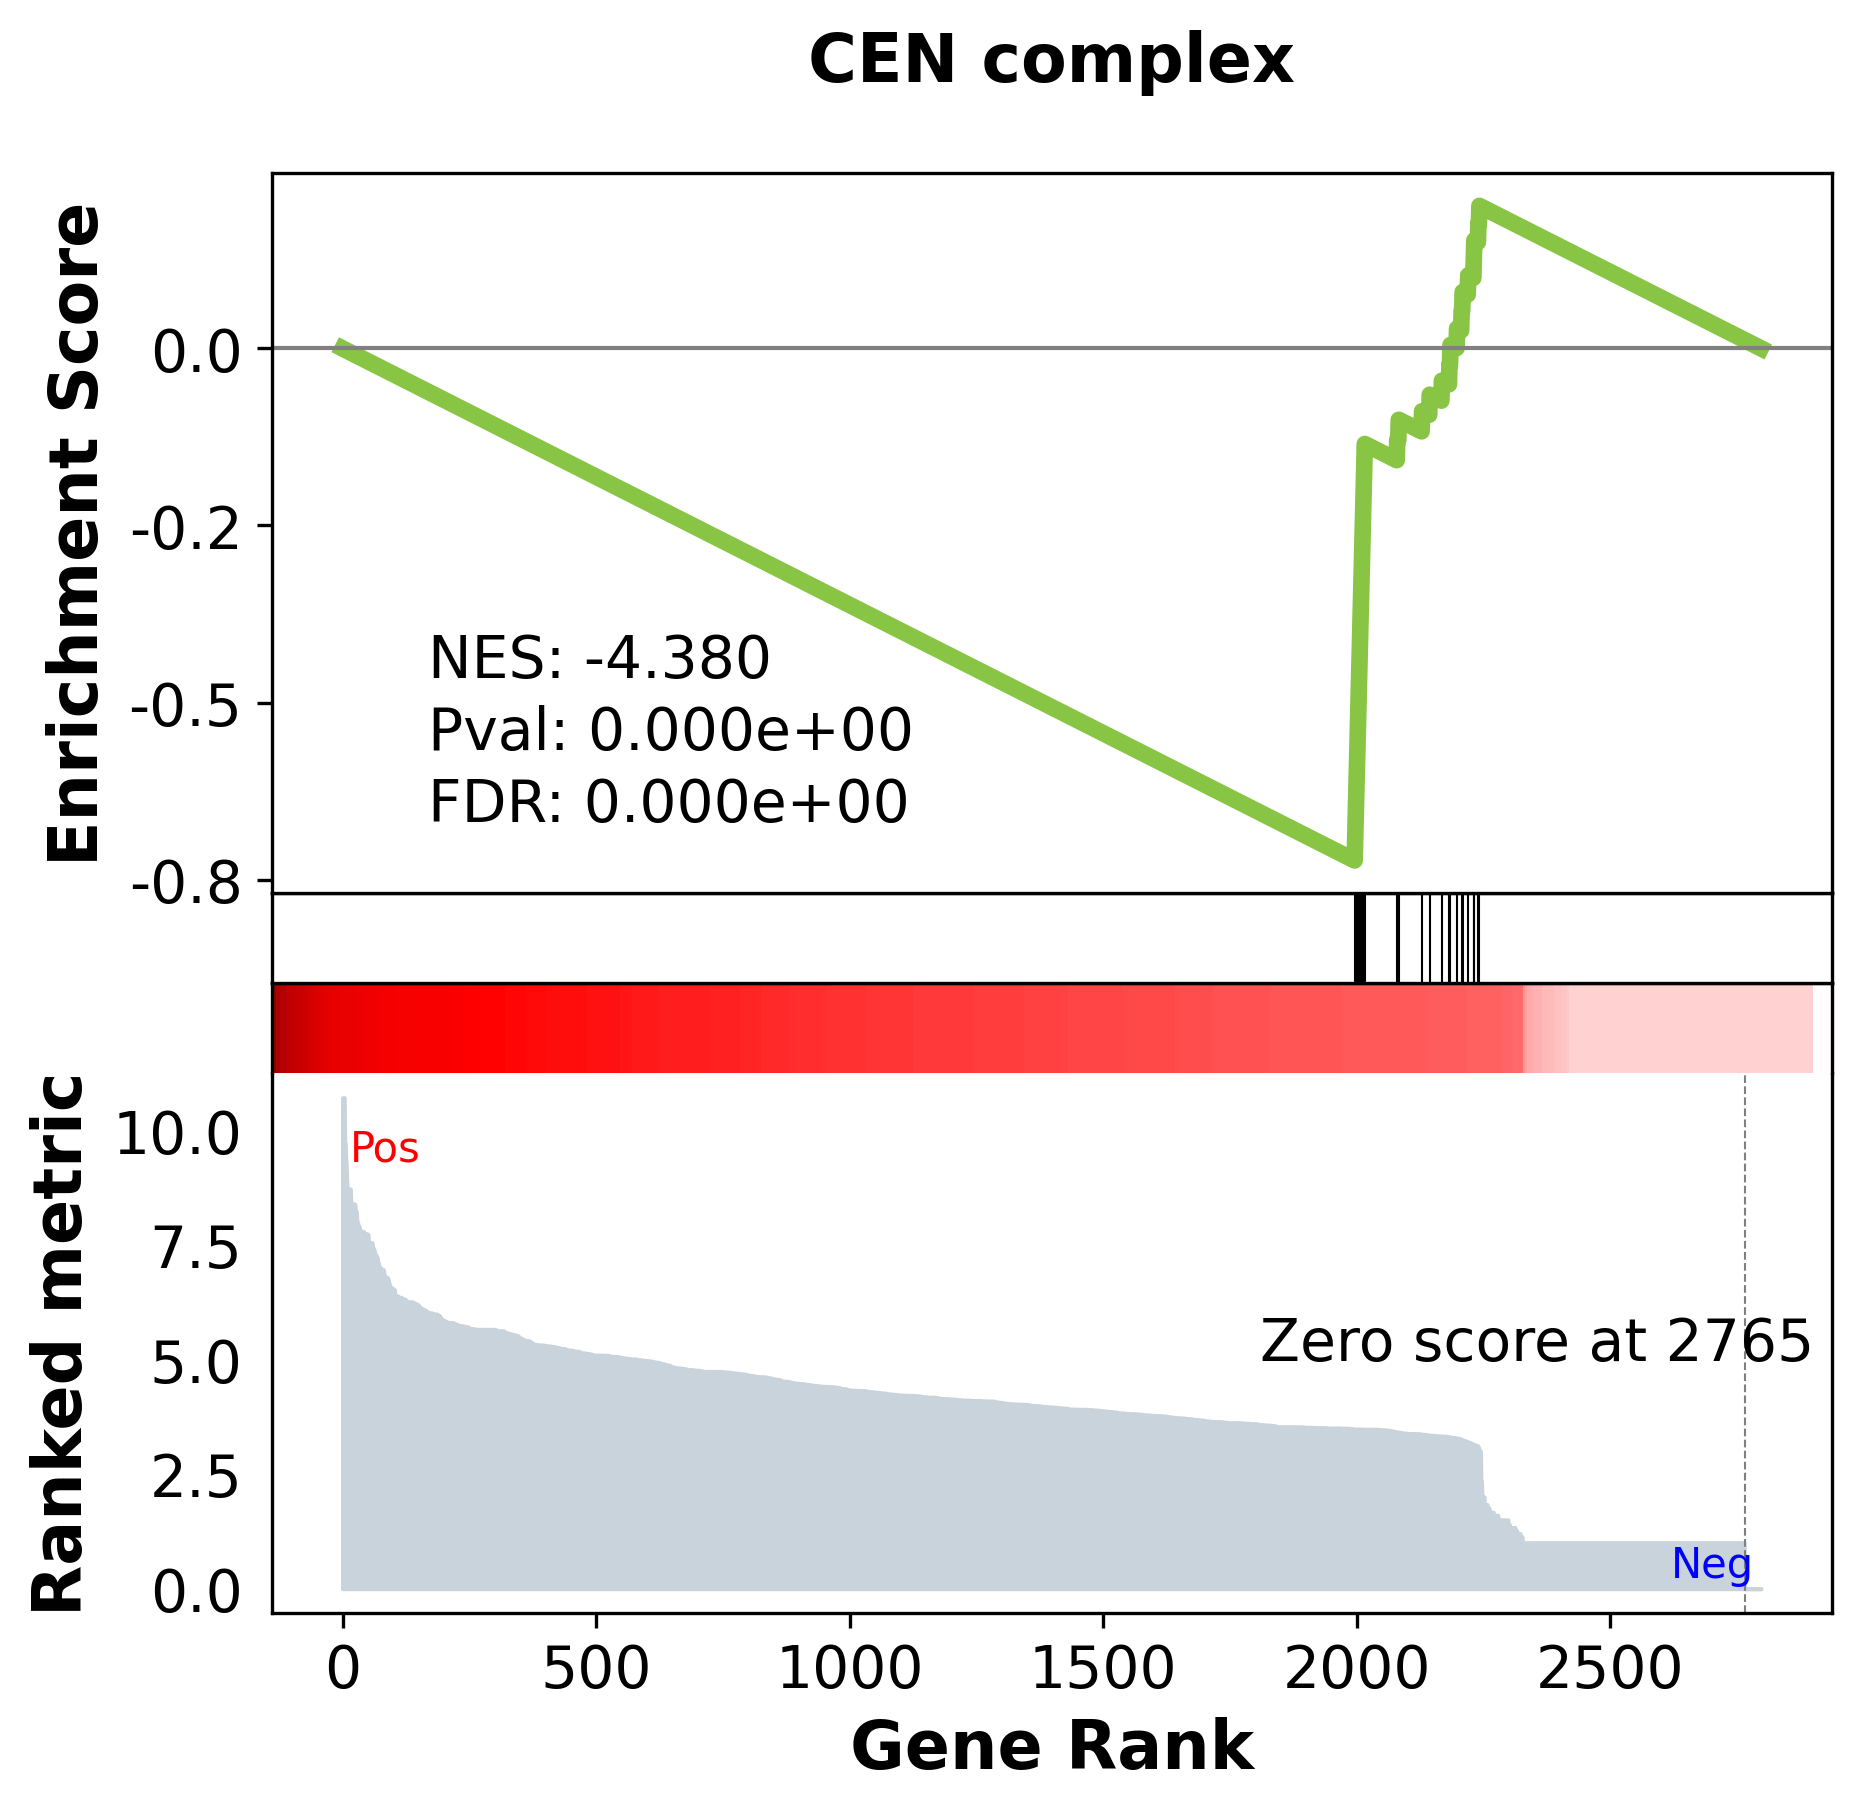 CEN complex
Enrichment Score
0.0
-0.2
-0.5
-0.8
NES: -4.380
Pval: 0.000e+00
FDR: 0.000e+00
Ranked metric
10.0
7.5
5.0
2.5
0.0
Pos
Zero score at 2765
Neg
0 500 1000 1500 2000 2500
Gene Rank